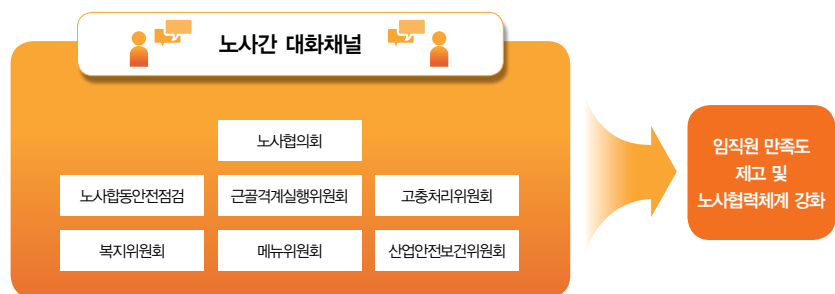 노사간 대화채널
노사협의회
노사합동안전점검
근골격계실행위원회
고충처리위원회
복지위원회
메뉴위원회
산업안전보건위원회
임직원 만족도
제고 및
노사협력체계 강화